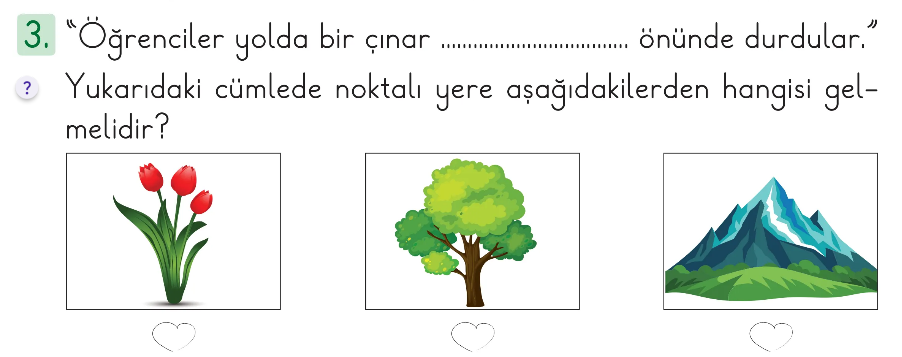 3. “Öğrenciler yolda bir çınar .................................... önünde durdular.”
? Yukarıdaki cümlede noktalı yere aşağıdakilerden hangisi gel-
melidir?